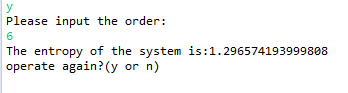 y
Please input the order:
6
The entropy of the system is:1.296574193999808
operate again?(y or n)